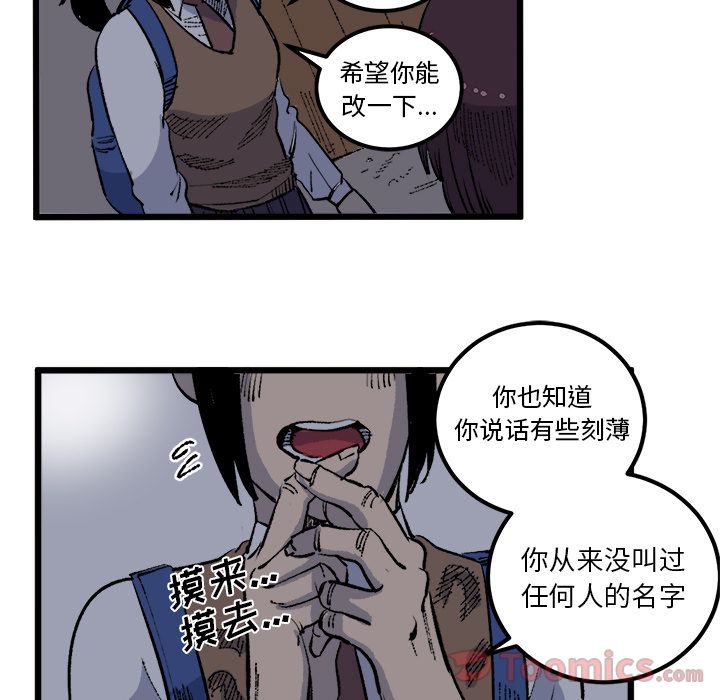 希望你能
改一下...
你也知道
你说话有些刻薄
你从来没叫过
任何人的名字
摸来...
摸去...
Toomics.com